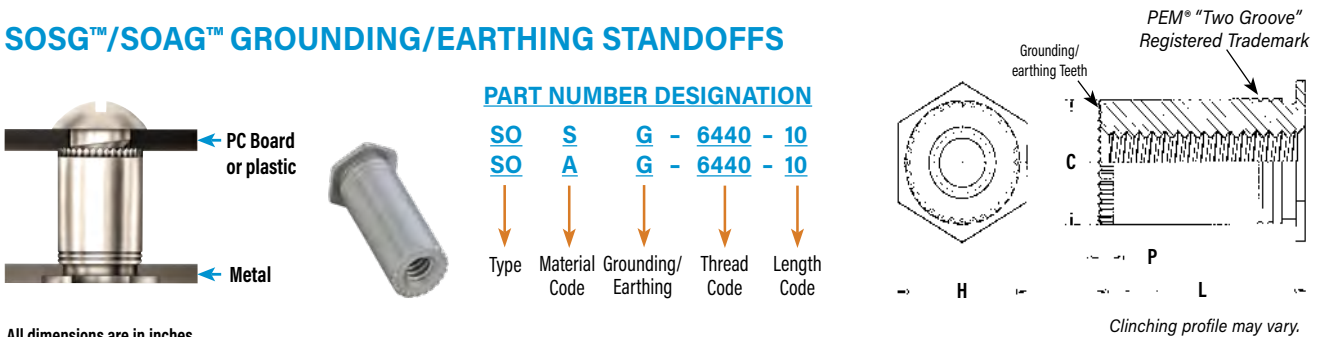 SOSG™/SOAG™ GROUNDING/EARTHING STANDOFFS
PC Board
or plastic
Metal
All dimensions are in inches
PART NUMBER DESIGNATION
SO S G - 6440 - 10
SO A G - 6440 - 10
Type Material Code Grounding/ Earthing Thread Code Length Code
PEM® "Two Groove"
Registered Trademark
Grounding/
earthing Teeth
C
P
H L
Clinching profile may vary.